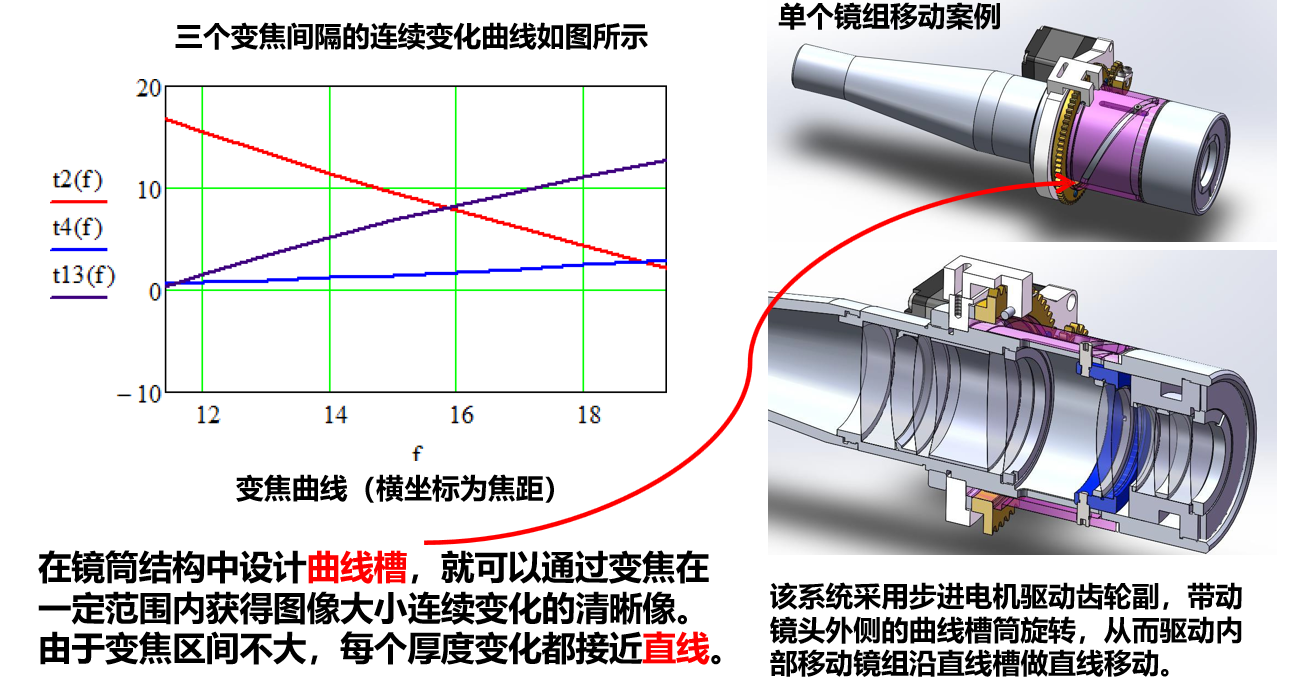 三个变焦间隔的连续变化曲线如图所示
20
10
0
−10
t2(f)
t4(f)
t13(f)
12
14
16
18
f
变焦曲线（横坐标为焦距）
在镜筒结构中设计曲线槽，就可以通过变焦在
一定范围内获得图像大小连续变化的清晰像。
由于变焦区间不大，每个厚度变化都接近直线。
单个镜组移动案例
该系统采用步进电机驱动齿轮副，带动
镜头外侧的曲线槽筒旋转，从而驱动内
部移动镜组沿直线槽做直线移动。